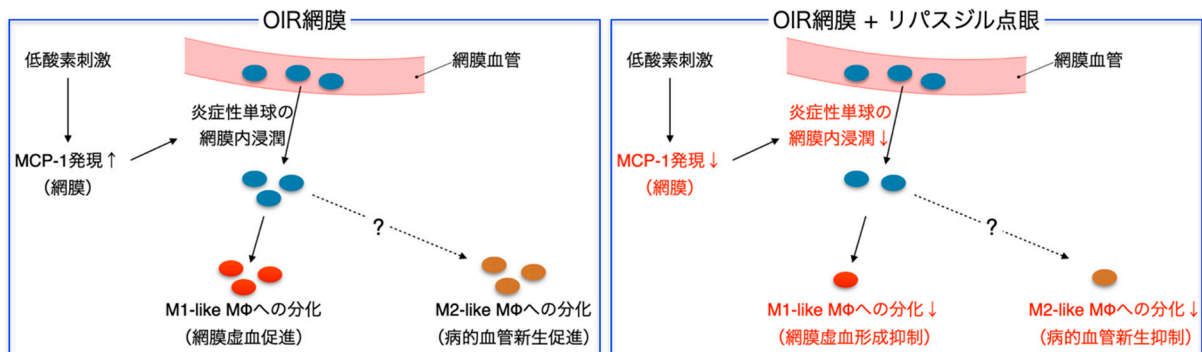 OIR網膜
低酸素刺激
網膜血管
炎症性単球の
網膜内浸潤
MCP-1発現↑
（網膜）
?
M1-like MΦへの分化
（網膜虚血促進）
M2-like MΦへの分化
（病的血管新生促進）
OIR網膜 + リパスジル点眼
低酸素刺激
網膜血管
炎症性単球の
網膜内浸潤↓
MCP-1発現↓
（網膜）
?
M1-like MΦへの分化↓
（網膜虚血形成抑制）
M2-like MΦへの分化↓
（病的血管新生抑制）